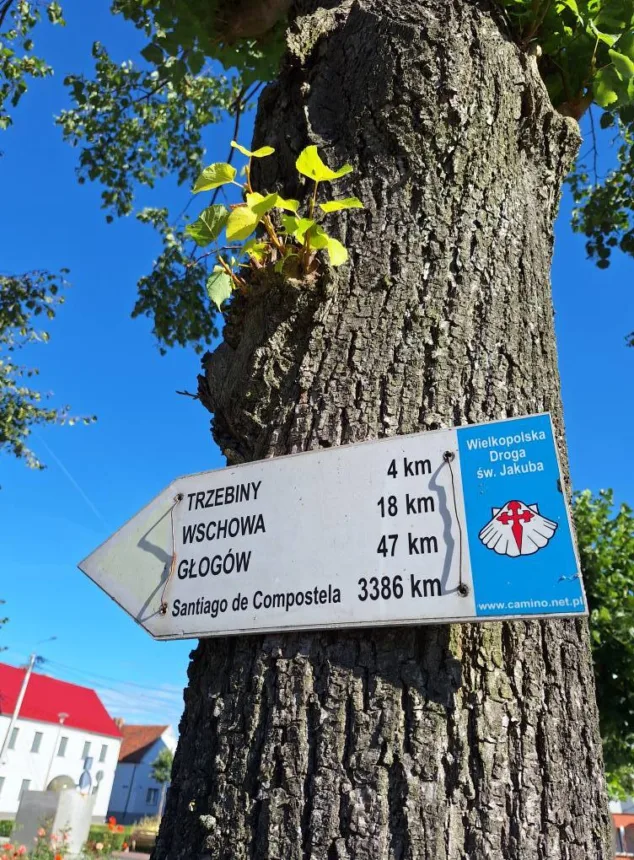 TRZEBINY 4 km
WSCHOWA 18 km
GŁOGÓW 47 km
Santiago de Compostela 3386 km
Wielkopolska
Droga
św. Jakuba
www.camino.net.pl